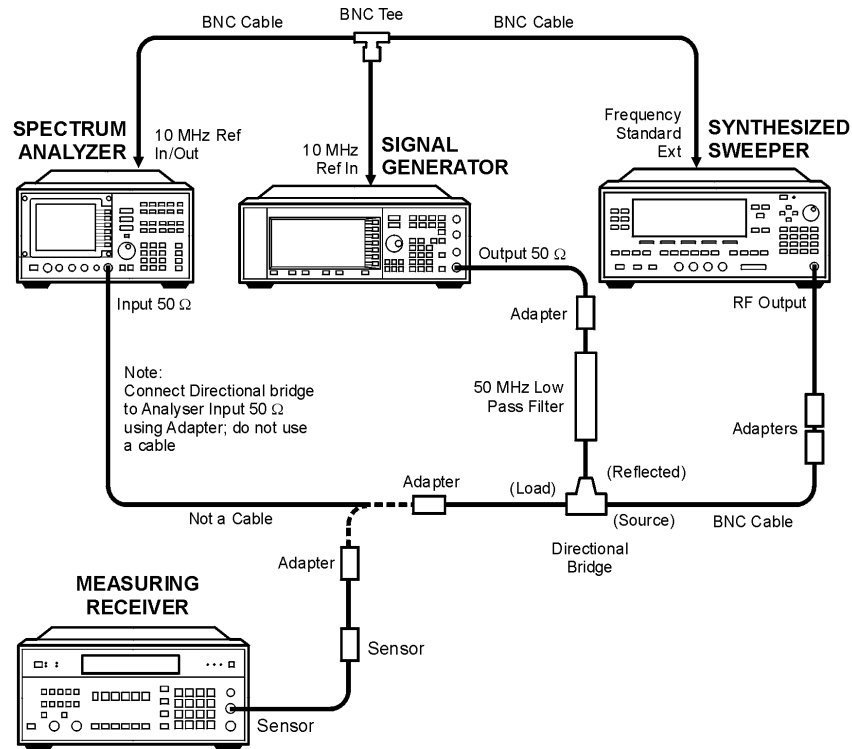 BNC Cable
BNC Tee
BNC Cable
SPECTRUM
ANALYZER
10 MHz Ref
In/Out
10 MHz
Ref In
SIGNAL
GENERATOR
Frequency
Standard
Ext
SYNTHESIZED
SWEEPER
Input 50 Ω
Output 50 Ω
RF Output
Adapter
Note:
Connect Directional bridge
to Analyser Input 50 Ω
using Adapter; do not use
a cable
50 MHz Low
Pass Filter
Adapters
Adapter
(Load)
(Reflected)
(Source)
BNC Cable
Not a Cable
Directional
Bridge
Adapter
MEASURING
RECEIVER
Sensor
Sensor